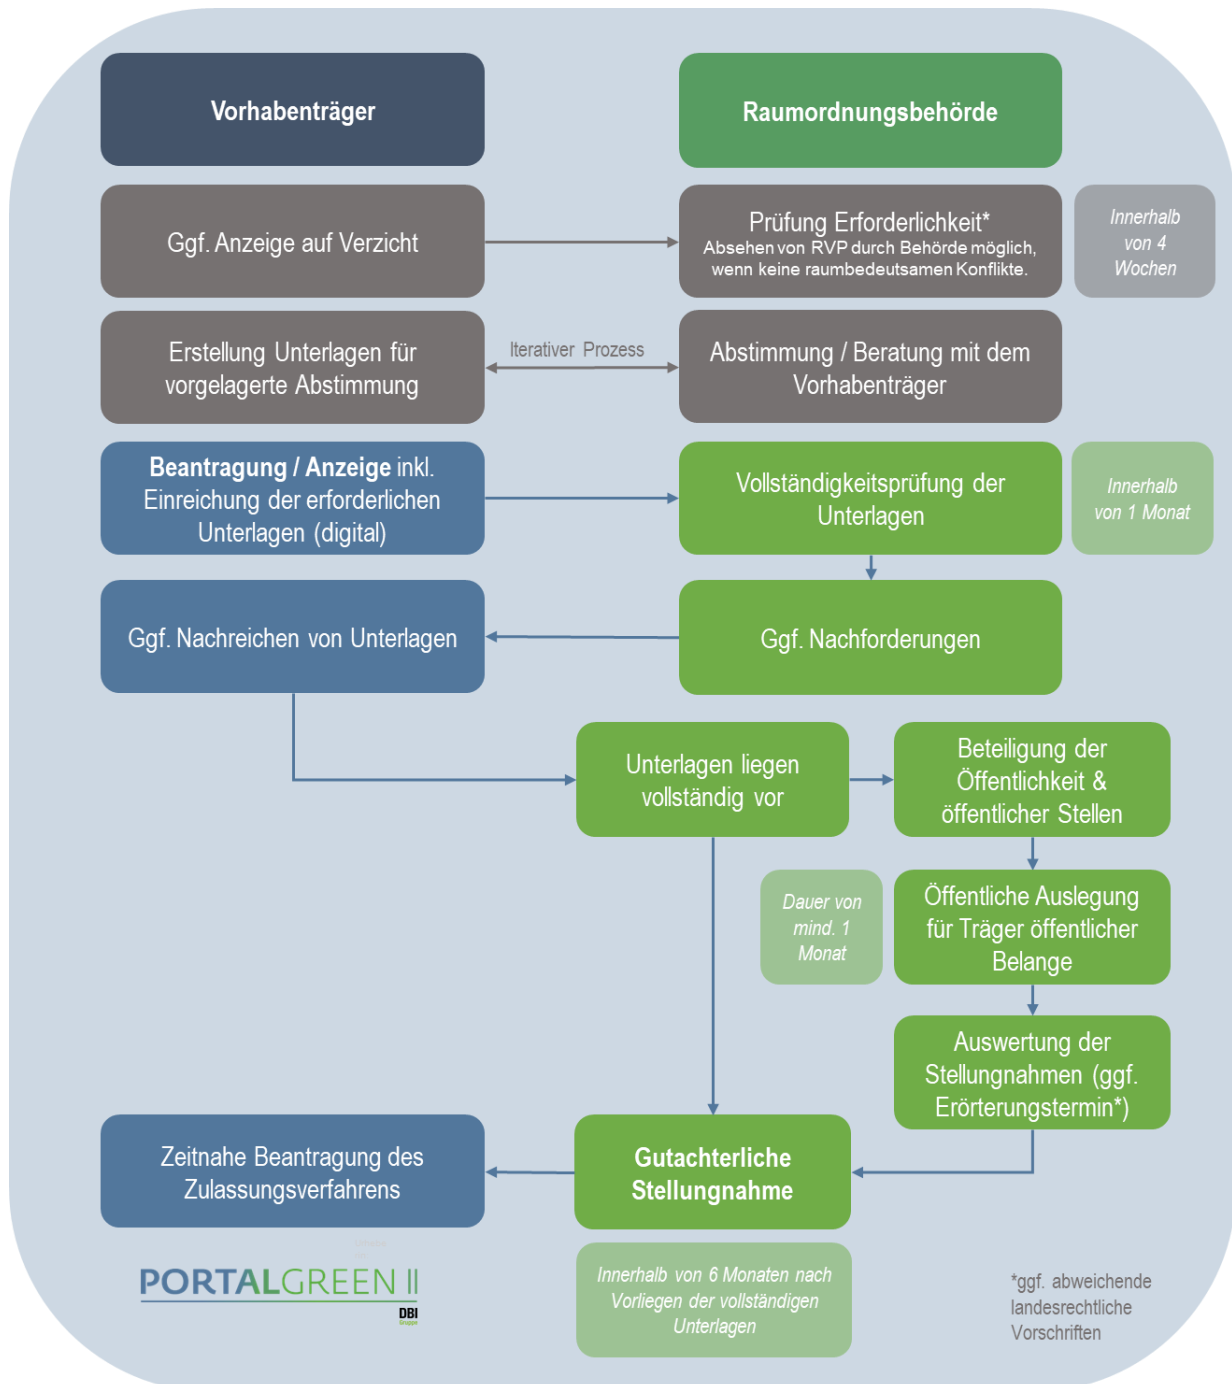 Vorhabenträger
Raumordnungsbehörde
Ggf. Anzeige auf Verzicht
Prüfung Erforderlichkeit*
Absehen von RVP durch Behörde möglich,
wenn keine raumbedeutsamen Konflikte.
Innerhalb
von 4
Wochen
Erstellung Unterlagen für
vorgelagerte Abstimmung
Iterativer Prozess
Abstimmung / Beratung mit dem
Vorhabenträger
Beantragung / Anzeige inkl.
Einreichung der erforderlichen
Unterlagen (digital)
Vollständigkeitsprüfung der
Unterlagen
Innerhalb
von 1 Monat
Ggf. Nachreichen von Unterlagen
Ggf. Nachforderungen
Unterlagen liegen
vollständig vor
Beteiligung der
Öffentlichkeit &
öffentlicher Stellen
Dauer von
mind. 1
Monat
Öffentliche Auslegung
für Träger öffentlicher
Belange
Auswertung der
Stellungnahmen (ggf.
Erörterungstermin*)
Zeitnahe Beantragung des
Zulassungsverfahrens
Gutachterliche
Stellungnahme
Innerhalb von 6 Monaten nach
Vorliegen der vollständigen
Unterlagen
PORTALGREEN II
DBI
Gruppe
*ggf. abweichende
landesrechtliche
Vorschriften